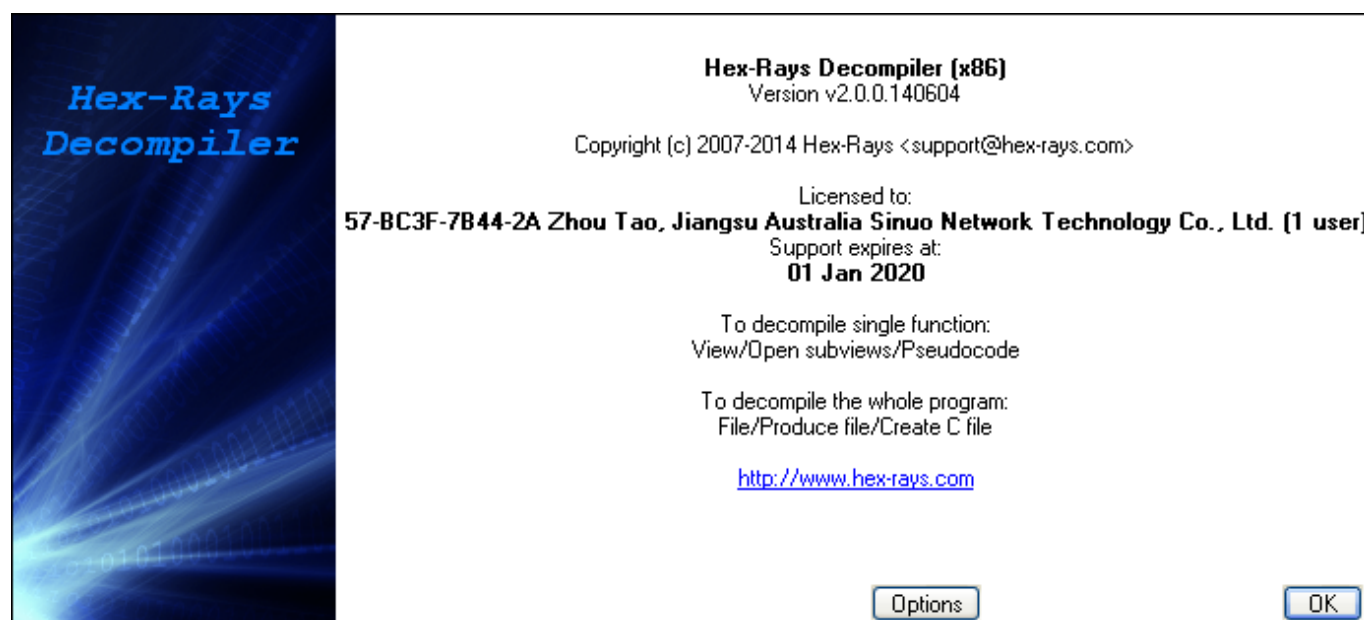 Hex-Rays
Decompiler
Hex-Rays Decompiler (x86)
Version v2.0.0.140604
Copyright (c) 2007-2014 Hex-Rays <support@hex-rays.com>
Licensed to:
57-BC3F-7B44-2A Zhou Tao, Jiangsu Australia Sinuo Network Technology Co., Ltd. (1 user)
Support expires at:
01 Jan 2020
To decompile single function:
View/Open subviews/Pseudocode
To decompile the whole program:
File/Produce file/Create C file
http://www.hex-rays.com
Options
OK